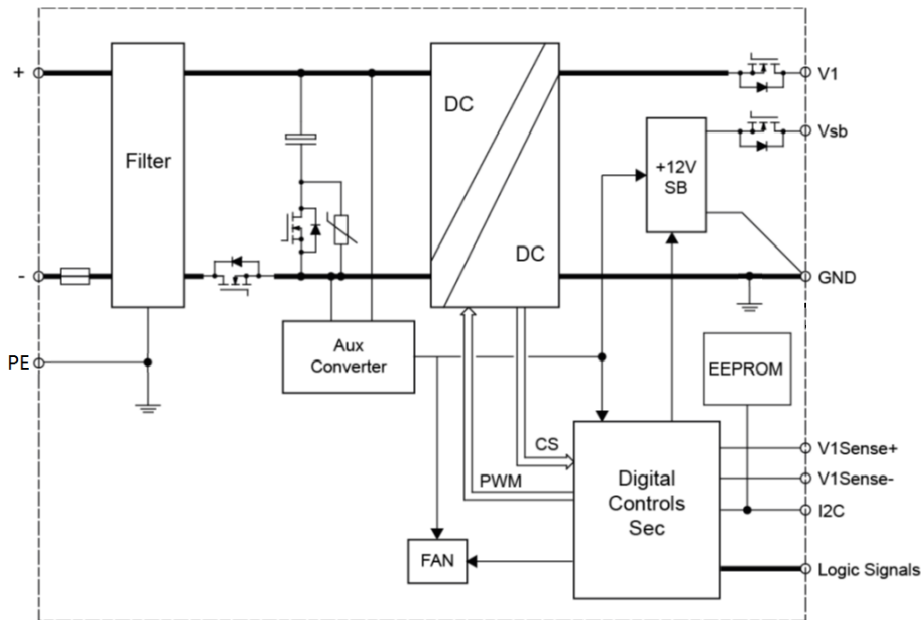 +
V1
DC
Vsb
Filter
+12V
SB
DC
-
GND
PE
Aux
Converter
EEPROM
CS
V1Sense+
Digital
Controls
Sec
PWM
V1Sense-
I2C
FAN
Logic Signals